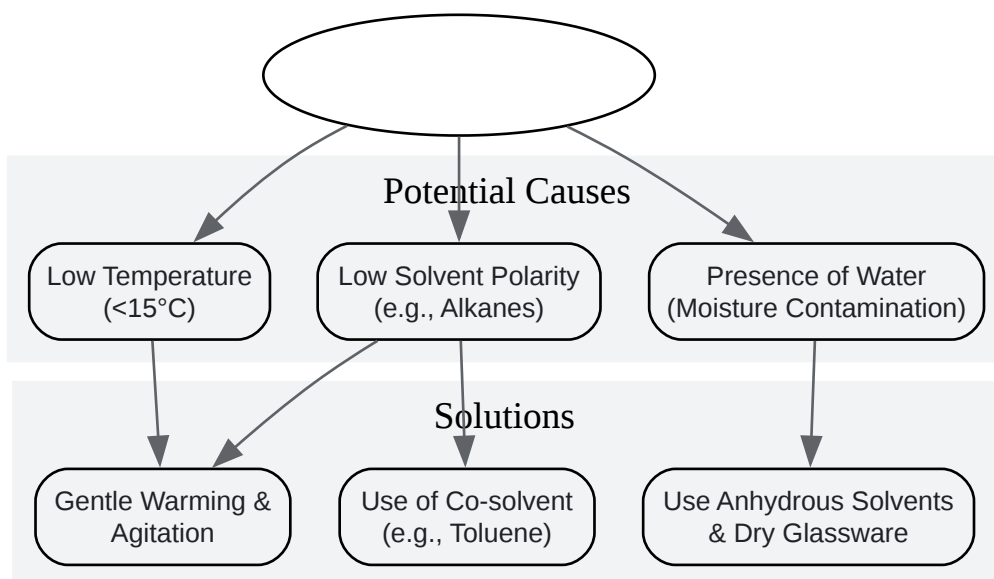 Potential Causes
Low Temperature
(<15°C)
Low Solvent Polarity
(e.g., Alkanes)
Presence of Water
(Moisture Contamination)
Solutions
Gentle Warming &
Agitation
Use of Co-solvent
(e.g., Toluene)
Use Anhydrous Solvents
& Dry Glassware